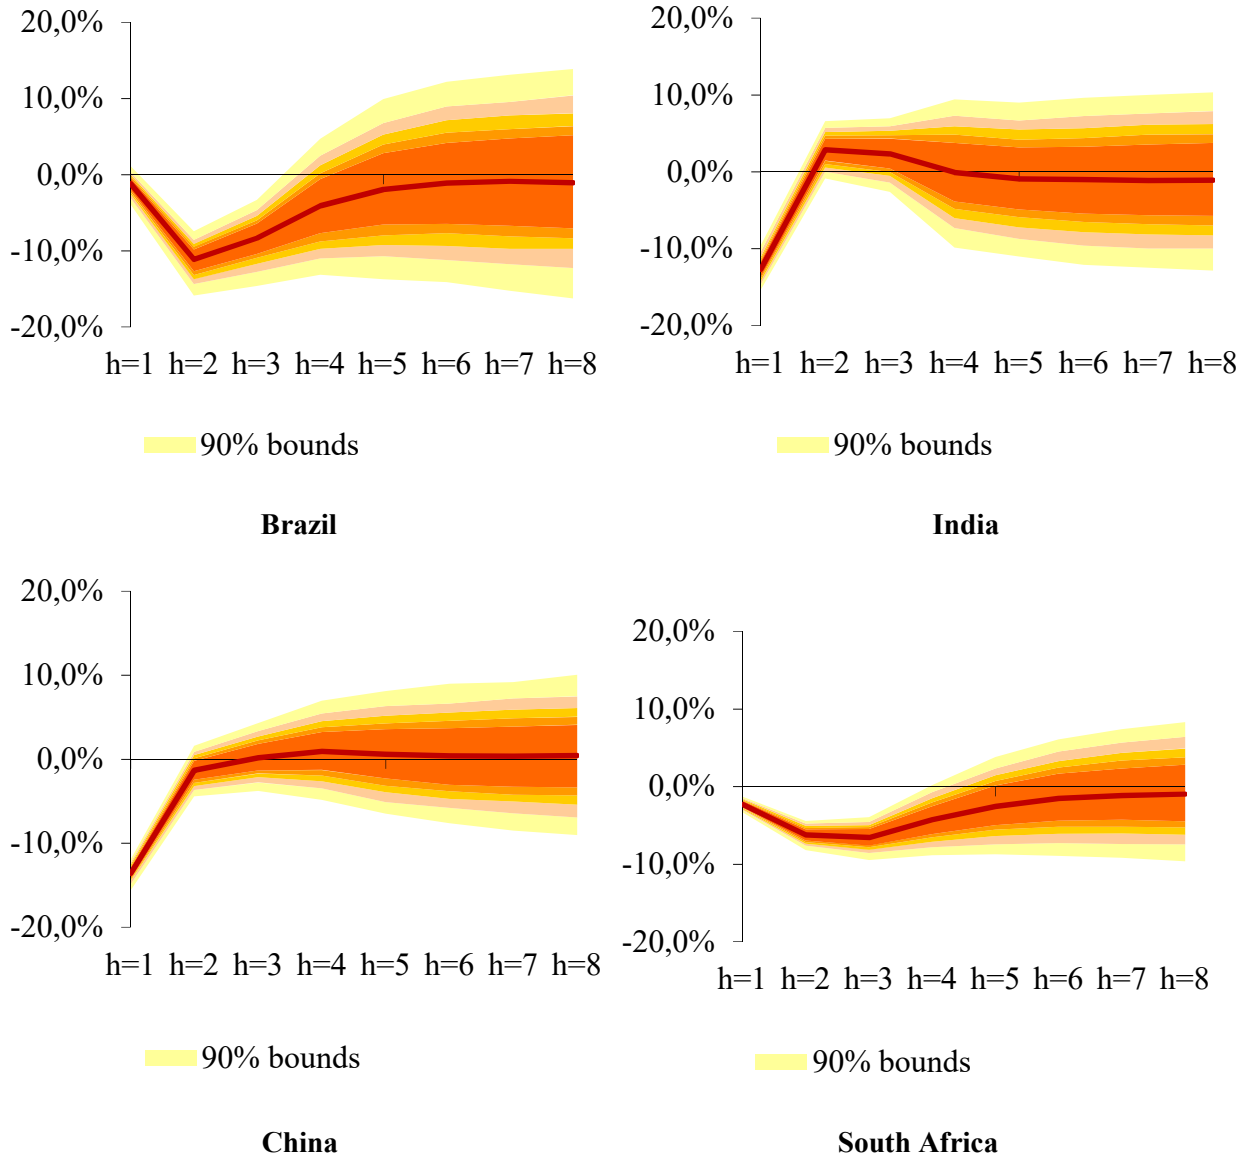 20,0%
10,0%
0,0%
-10,0%
-20,0%
h=1 h=2 h=3 h=4 h=5 h=6 h=7 h=8
90% bounds
Brazil
20,0%
10,0%
0,0%
-10,0%
-20,0%
h=1 h=2 h=3 h=4 h=5 h=6 h=7 h=8
90% bounds
India
20,0%
10,0%
0,0%
-10,0%
-20,0%
h=1 h=2 h=3 h=4 h=5 h=6 h=7 h=8
90% bounds
China
20,0%
10,0%
0,0%
-10,0%
-20,0%
h=1 h=2 h=3 h=4 h=5 h=6 h=7 h=8
90% bounds
South Africa